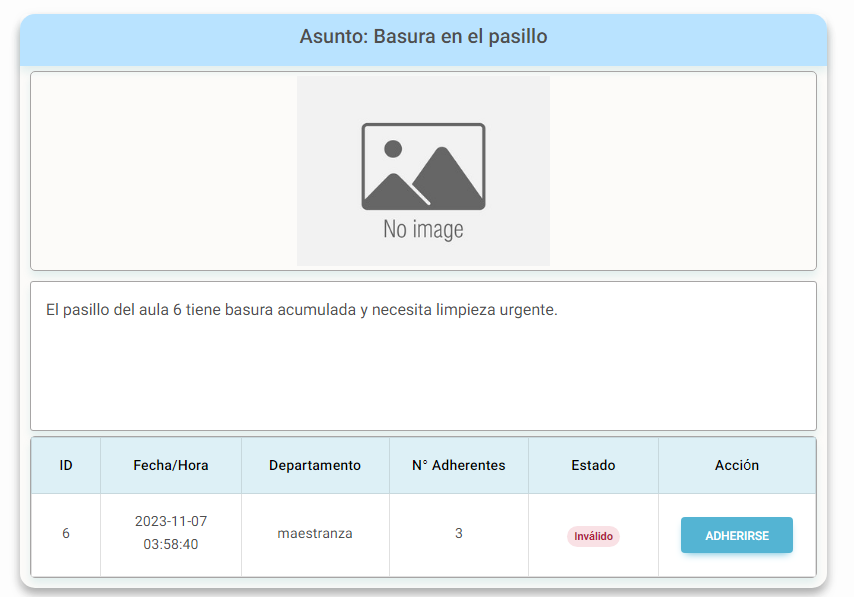 Asunto: Basura en el pasillo
No image
El pasillo del aula 6 tiene basura acumulada y necesita limpieza urgente.
ID Fecha/Hora Departamento N° Adherentes Estado Acción
6 2023-11-07 03:58:40 maestranza 3 Inválido ADHERIRSE